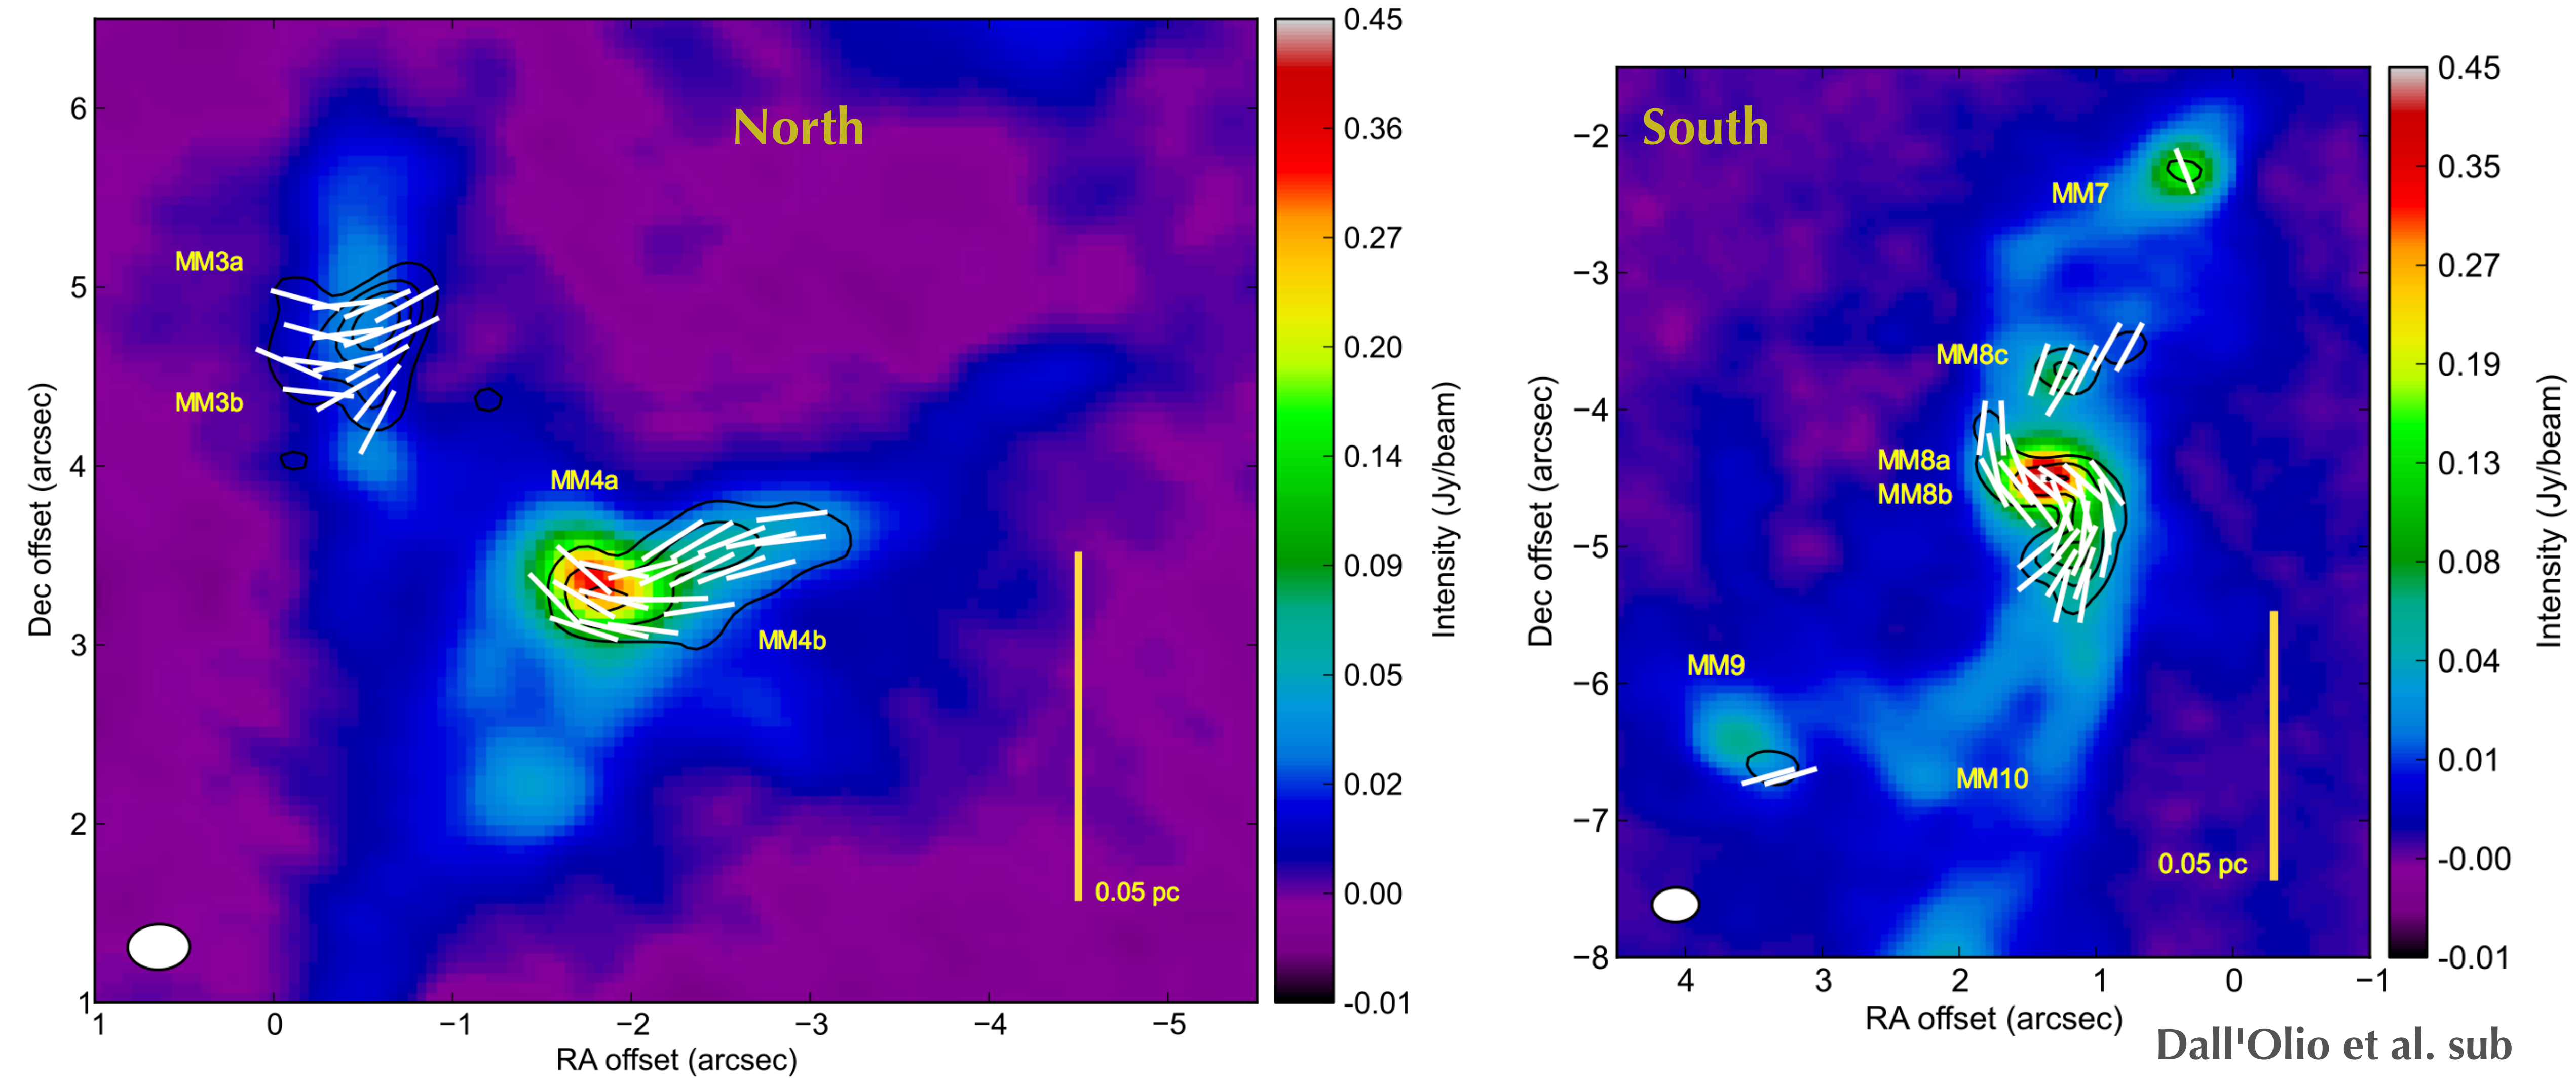 North
MM3a
MM3b
MM4a
MM4b
0.05 pc
6
5
4
3
2
1
Dec offset (arcsec)
1
0
−1
−2
−3
−4
−5
RA offset (arcsec)
0.45
0.36
0.27
0.20
0.14
0.09
0.05
0.02
0.00
-0.01
Intensity (Jy/beam)
South
MM7
MM8c
MM8a
MM8b
MM9
MM10
0.05 pc
−2
−3
−4
−5
−6
−7
−8
Dec offset (arcsec)
4
3
2
1
0
−1
RA offset (arcsec)
0.45
0.35
0.27
0.19
0.13
0.08
0.04
0.01
-0.00
-0.01
Intensity (Jy/beam)
Dall'Olio et al. sub